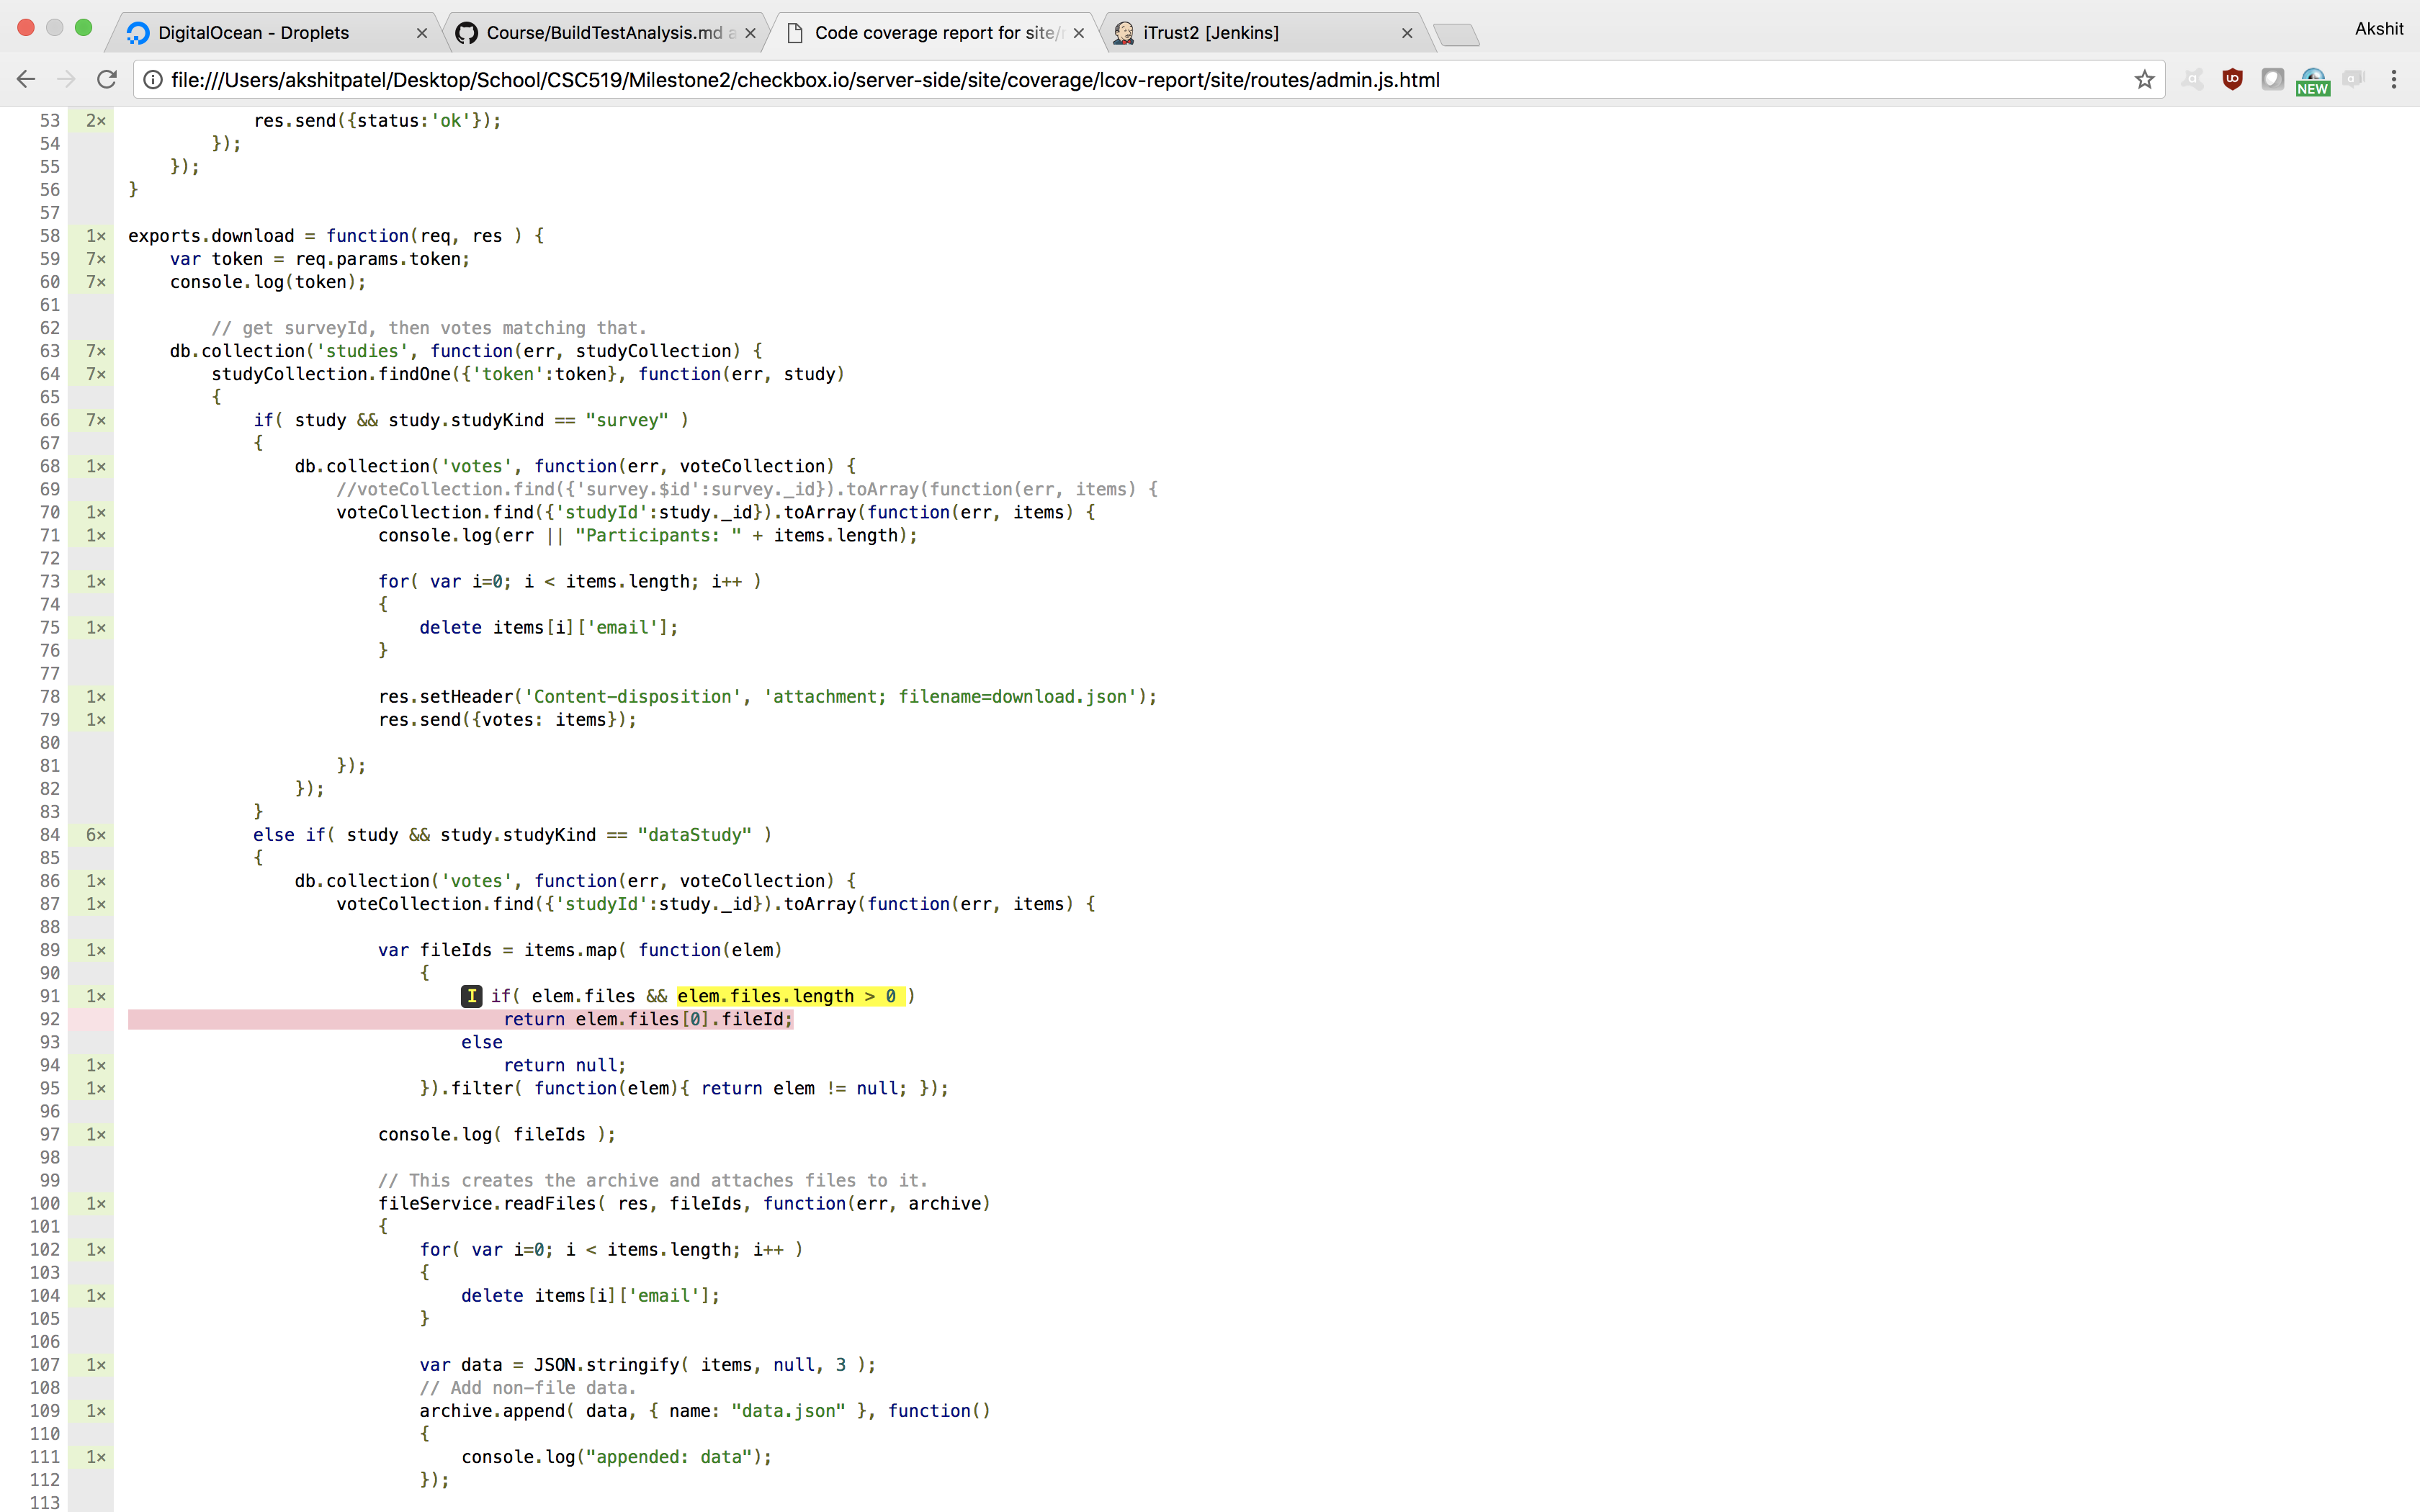 DigitalOcean - Droplets
Course/BuildTestAnalysis.md a
Code coverage report for site/
iTrust2 [Jenkins]
Akshit
file:///Users/akshitpatel/Desktop/School/CSC519/Milestone2/checkbox.io/server-side/site/coverage/lcov-report/site/routes/admin.js.html
NEW
53 2× res.send({status:'ok'});
54 });
55 });
56 }
57
58 1× exports.download = function(req, res ) {
59 7× var token = req.params.token;
60 7× console.log(token);
61
62 // get surveyId, then votes matching that.
63 7× db.collection('studies', function(err, studyCollection) {
64 7× studyCollection.findOne({'token':token}, function(err, study)
65 {
66 7× if( study && study.studyKind == "survey" )
67 {
68 1× db.collection('votes', function(err, voteCollection) {
69 //voteCollection.find({'survey.$id':survey._id}).toArray(function(err, items) {
70 1× voteCollection.find({'studyId':study._id}).toArray(function(err, items) {
71 1× console.log(err || "Participants: " + items.length);
72
73 1× for( var i=0; i < items.length; i++ )
74 {
75 1× delete items[i]['email'];
76 }
77
78 1× res.setHeader('Content-disposition', 'attachment; filename=download.json');
79 1× res.send({votes: items});
80
81 });
82 });
83 }
84 6× else if( study && study.studyKind == "dataStudy" )
85 {
86 1× db.collection('votes', function(err, voteCollection) {
87 1× voteCollection.find({'studyId':study._id}).toArray(function(err, items) {
88
89 1× var fileIds = items.map( function(elem)
90 {
91 1× I if( elem.files && elem.files.length > 0 )
92 return elem.files[0].fileId;
93 else
94 1× return null;
95 1× }).filter( function(elem){ return elem != null; });
96
97 1× console.log( fileIds );
98
99 // This creates the archive and attaches files to it.
100 1× fileService.readFiles( res, fileIds, function(err, archive)
101 {
102 1× for( var i=0; i < items.length; i++ )
103 {
104 1× delete items[i]['email'];
105 }
106
107 1× var data = JSON.stringify( items, null, 3 );
108 // Add non-file data.
109 1× archive.append( data, { name: "data.json" }, function()
110 {
111 1× console.log("appended: data");
112 });
113